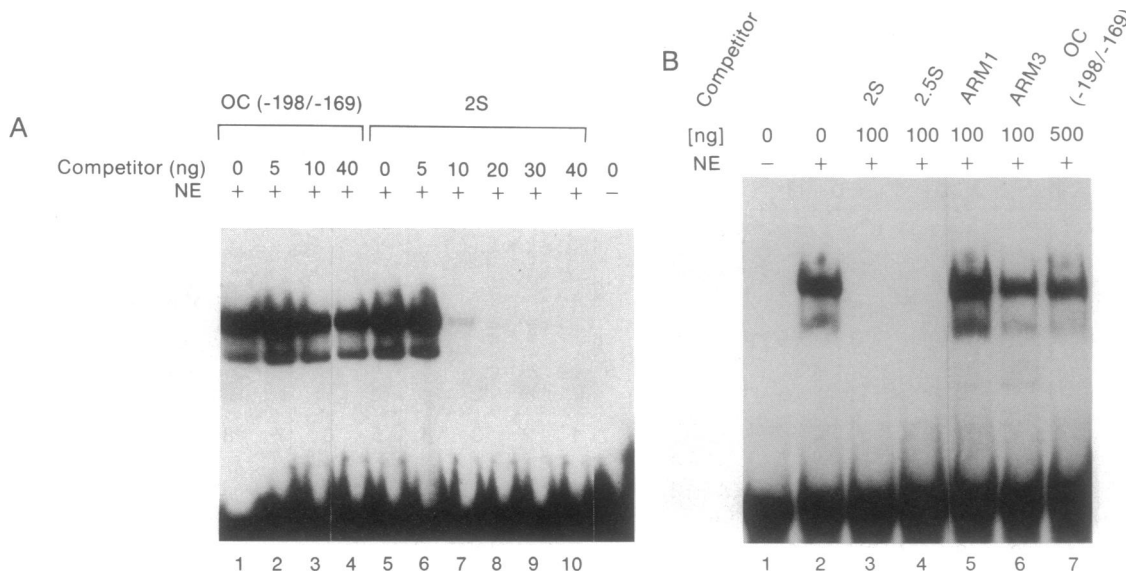 A
OC (-198/-169) 2S
Competitor (ng) 0 5 10 40 0 5 10 20 30 40 0
NE + + + + + + + + + + −
1 2 3 4 5 6 7 8 9 10
B
Competitor 2S 2.5S ARM1 ARM3 OC (-198/-169)
[ng] 0 0 100 100 100 100 500
NE − + + + + + +
1 2 3 4 5 6 7